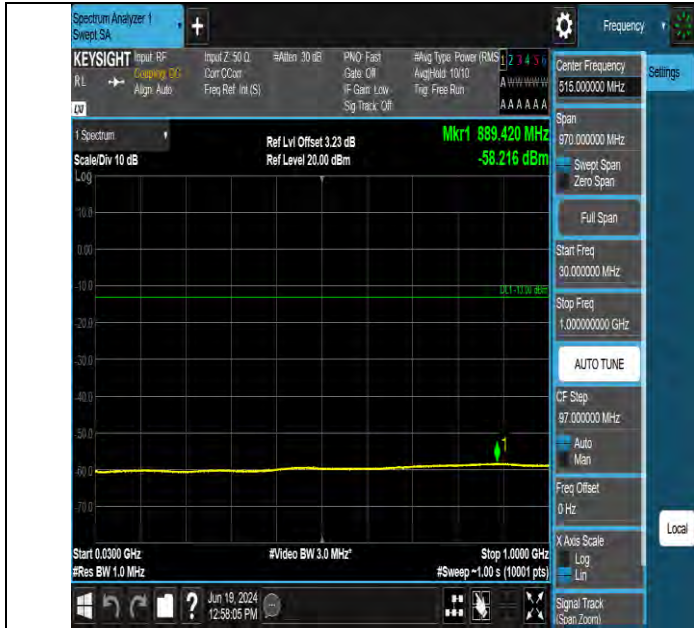 Spectrum Analyzer 1
Swept SA
+
Frequency
KEYSIGHT
Input: RF
Coupling: DC
Align: Auto
RL
LXI
Input Z: 50 Ω
Corr CCorr
Freq Ref: Int (S)
#Atten: 30 dB
PNO: Fast
Gate: Off
IF Gain: Low
Sig Track: Off
#Avg Type: Power (RMS
Avg|Hold: 10/10
Trig: Free Run
1 2 3 4 5 6
A W W W W W
A A A A A A
1 Spectrum
Scale/Div 10 dB
Log
Ref Lvl Offset 3.23 dB
Ref Level 20.00 dBm
Mkr1 889.420 MHz
-58.216 dBm
10.0
0.00
-10.0
DL1 -13.00 dBm
-20.0
-30.0
-40.0
-50.0
-60.0
-70.0
1
Start 0.0300 GHz
#Res BW 1.0 MHz
#Video BW 3.0 MHz*
Stop 1.0000 GHz
#Sweep ~1.00 s (10001 pts)
?
Jun 19, 2024
12:58:05 PM
Center Frequency
515.000000 MHz
Settings
Span
970.000000 MHz
Swept Span
Zero Span
Full Span
Start Freq
30.000000 MHz
Stop Freq
1.000000000 GHz
AUTO TUNE
CF Step
97.000000 MHz
Auto
Man
Freq Offset
0 Hz
Local
X Axis Scale
Log
Lin
Signal Track
(Span Zoom)